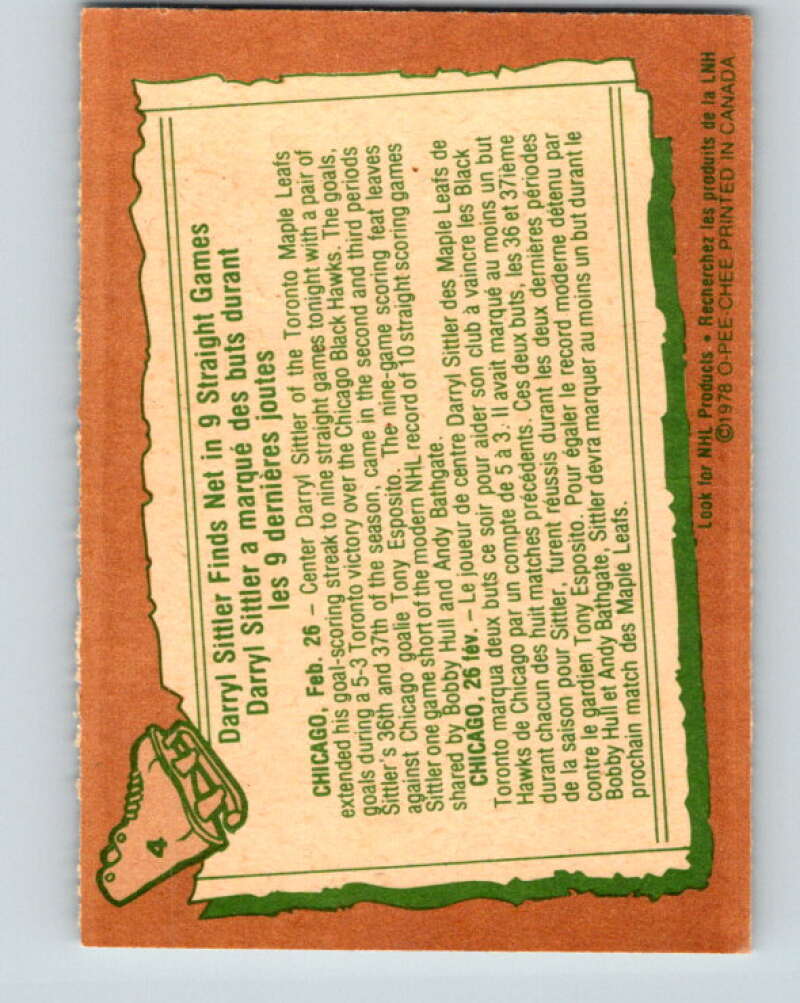 4
Darryl Sittler Finds Net in 9 Straight Games
Darryl Sittler a marqué des buts durant
les 9 dernières joutes
CHICAGO, Feb. 26 – Center Darryl Sittler of the Toronto Maple Leafs
extended his goal-scoring streak to nine straight games tonight with a pair of
goals during a 5-3 Toronto victory over the Chicago Black Hawks. The goals,
Sittler's 36th and 37th of the season, came in the second and third periods
against Chicago goalie Tony Esposito. The nine-game scoring feat leaves
Sittler one game short of the modern NHL record of 10 straight scoring games
shared by Bobby Hull and Andy Bathgate.
CHICAGO, 26 fév. – Le joueur de centre Darryl Sittler des Maple Leafs de
Toronto marqua deux buts ce soir pour aider son club à vaincre les Black
Hawks de Chicago par un compte de 5 à 3. Il avait marqué au moins un but
durant chacun des huit matches précédents. Ces deux buts, les 36 et 37ième
de la saison pour Sittler, furent réussis durant les deux dernières périodes
contre le gardien Tony Esposito. Pour égaler le record moderne détenu par
Bobby Hull et Andy Bathgate, Sittler devra marquer au moins un but durant le
prochain match des Maple Leafs.
Look for NHL Products • Recherchez les produits de la LNH
©1978 O-PEE-CHEE PRINTED IN CANADA